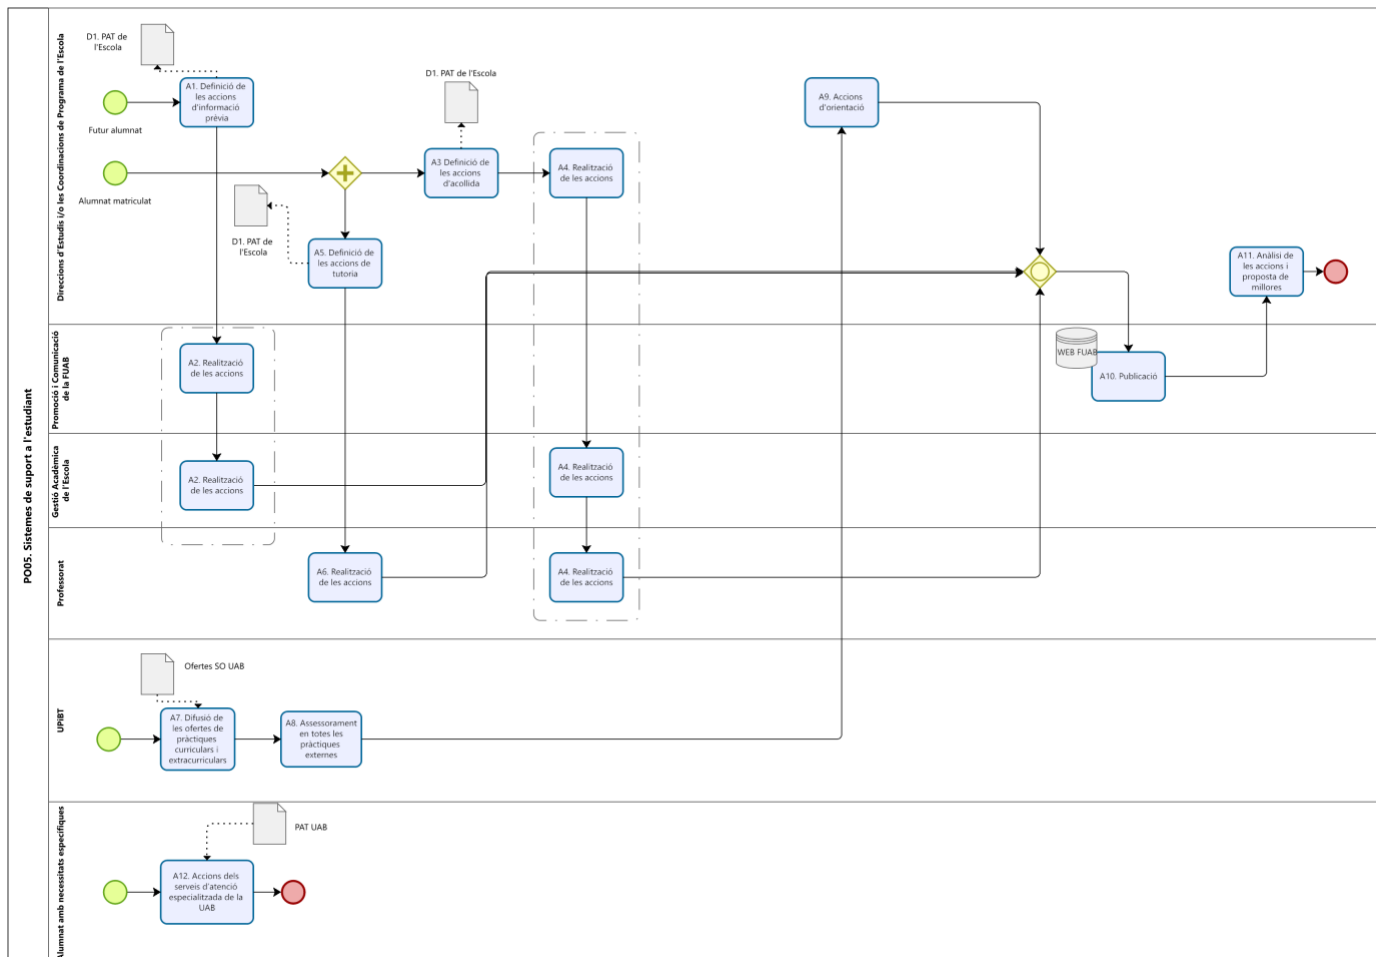 PO05. Sistemes de suport a l'estudiant
Direccions d'Estudis i/o les Coordinacions de Programa de l'Escola
D1. PAT de
l'Escola
A1. Definició de
les accions
d'informació
prèvia
Futur alumnat
Alumnat matriculat
D1. PAT de
l'Escola
A5. Definició de
les accions de
tutoria
D1. PAT de l'Escola
A3 Definició de
les accions
d'acollida
A4. Realització
de les accions
A9. Accions
d'orientació
A11. Anàlisi de
les accions i
proposta de
millores
Promoció i Comunicació
de la FUAB
A2. Realització
de les accions
WEB FUAB
A10. Publicació
Gestió Acadèmica
de l'Escola
A2. Realització
de les accions
A4. Realització
de les accions
Professorat
A6. Realització
de les accions
A4. Realització
de les accions
UPiBT
Ofertes SO UAB
A7. Difusió de
les ofertes de
pràctiques
curriculars i
extracurriculars
A8. Assessorament
en totes les
pràctiques
externes
Alumnat amb necessitats específiques
PAT UAB
A12. Accions dels
serveis d'atenció
especialitzada de la
UAB